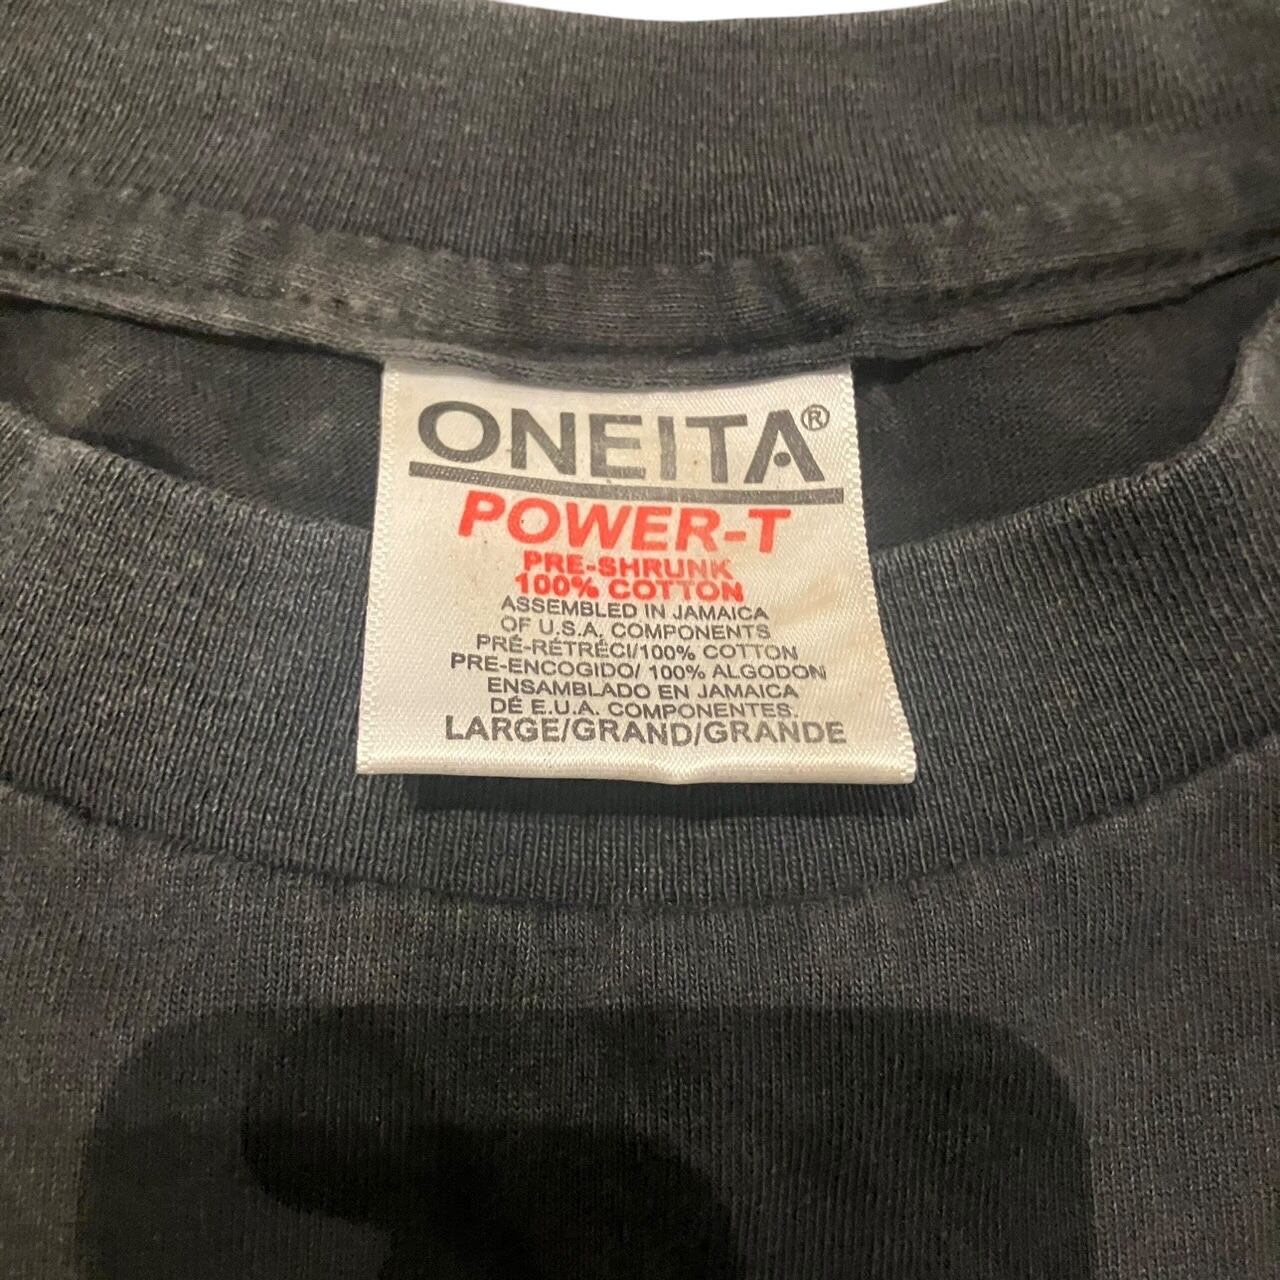 ONEITA®
POWER-T
PRE-SHRUNK
100% COTTON
ASSEMBLED IN JAMAICA
OF U.S.A. COMPONENTS
PRÉ-RÉTRÉCI/100% COTTON
PRE-ENCOGIDO/ 100% ALGODON
ENSAMBLADO EN JAMAICA
DÉ E.U.A. COMPONENTES.
LARGE/GRAND/GRANDE